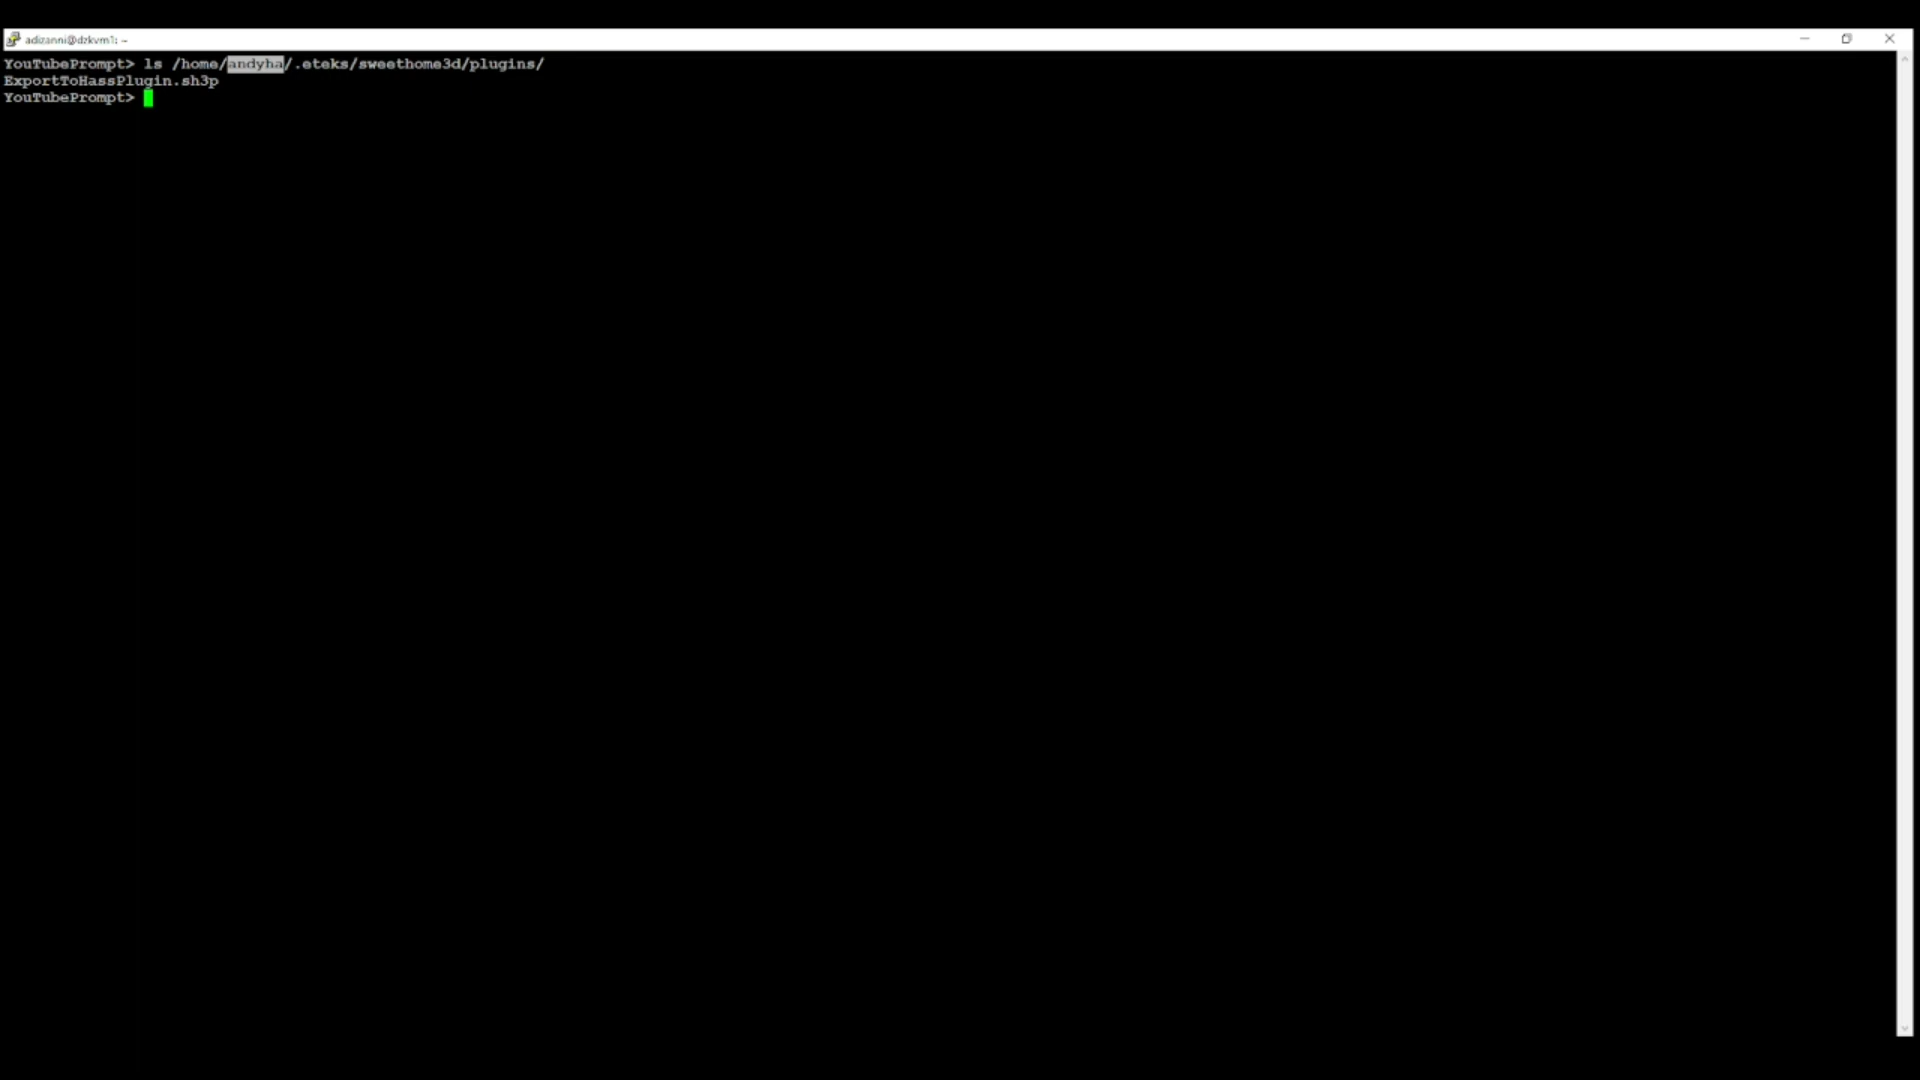 adizanni@dzkvm1: ~
YouTubePrompt> ls /home/andyha/.eteks/sweethome3d/plugins/
ExportToHassPlugin.sh3p
YouTubePrompt>